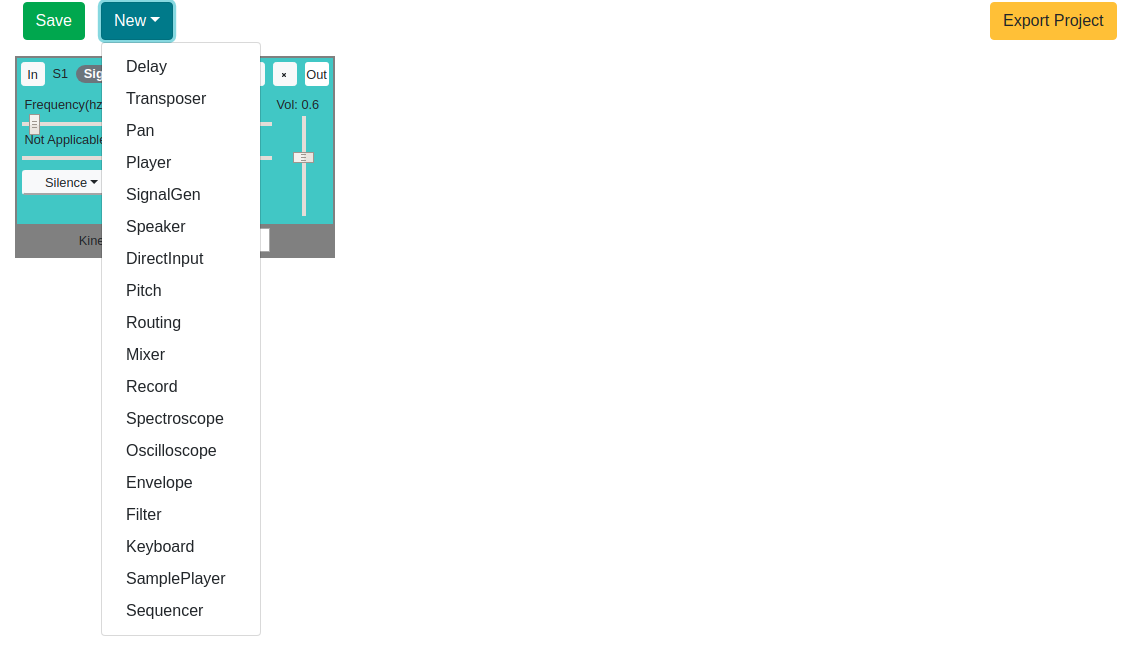 Save
New
Export Project
In
S1
Sig
×
Out
Frequency(hz
Vol: 0.6
Not Applicable
Silence
Kine
Delay
Transposer
Pan
Player
SignalGen
Speaker
DirectInput
Pitch
Routing
Mixer
Record
Spectroscope
Oscilloscope
Envelope
Filter
Keyboard
SamplePlayer
Sequencer